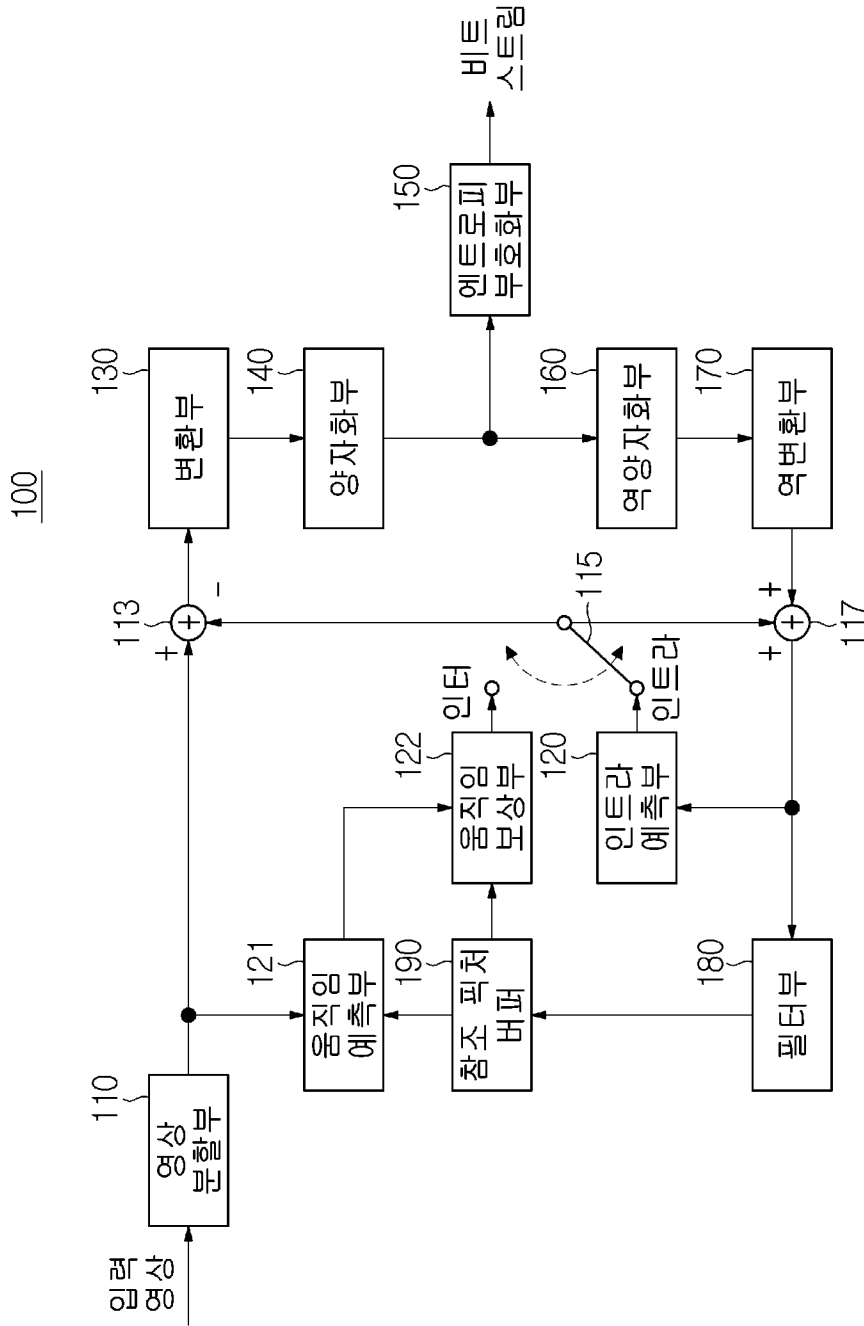 100
입력
영상
110
영상
분할부
113
+
-
130
변환부
140
양자화부
150
엔트로피
부호화부
비트
스트림
121
움직임
예측부
122
움직임
보상부
인터
115
160
역양자화부
190
참조 픽처
버퍼
120
인트라
예측부
인트라
170
역변환부
180
필터부
+
+
117